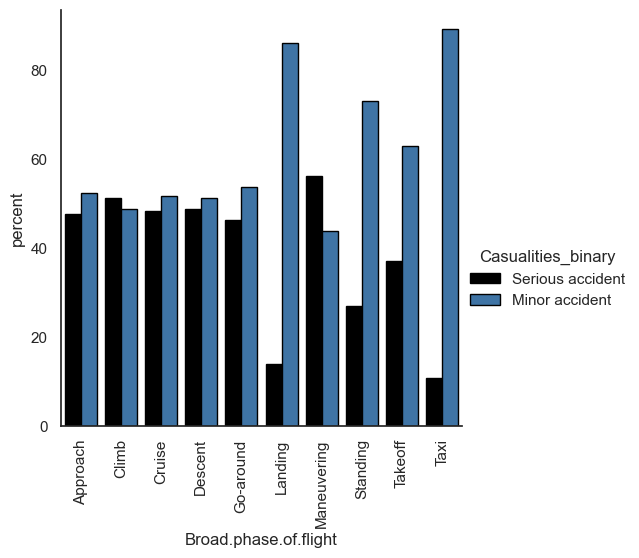 percent
80
60
40
20
0
Approach
Climb
Cruise
Descent
Go-around
Landing
Maneuvering
Standing
Takeoff
Taxi
Broad.phase.of.flight
Casualities_binary
Serious accident
Minor accident